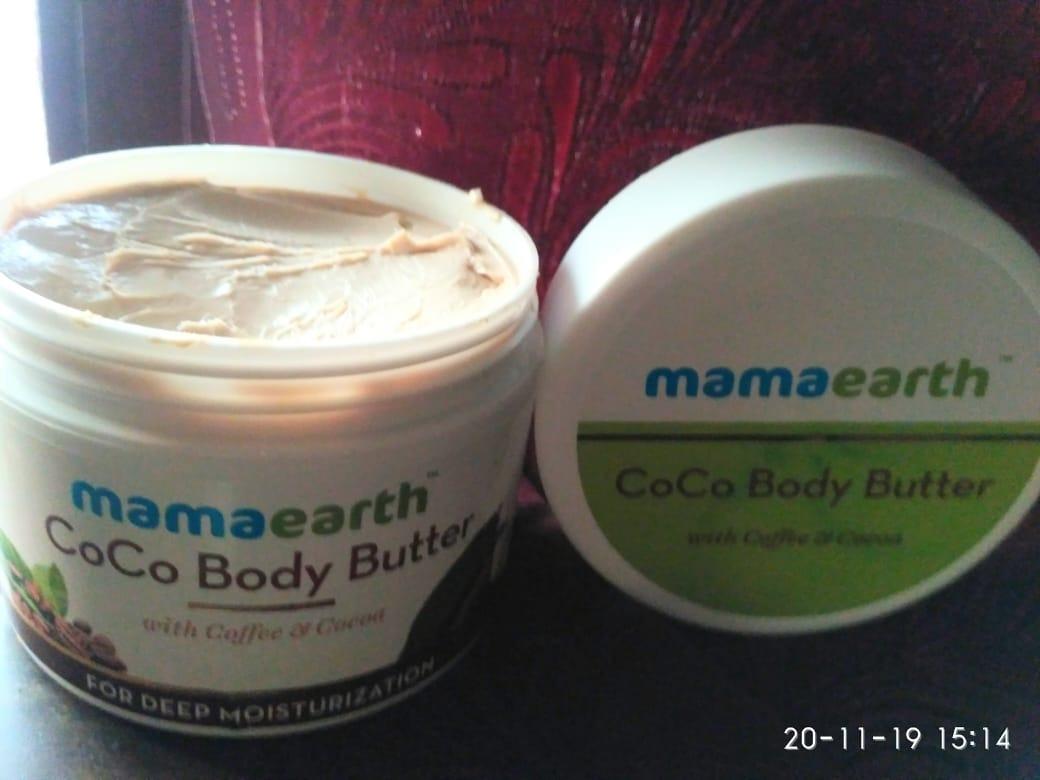 mamaearth™
CoCo Body Butter
with Coffee & Cocoa
FOR DEEP MOISTURIZATION
mamaearth™
CoCo Body Butter
with Coffee & Cocoa
20-11-19 15:14